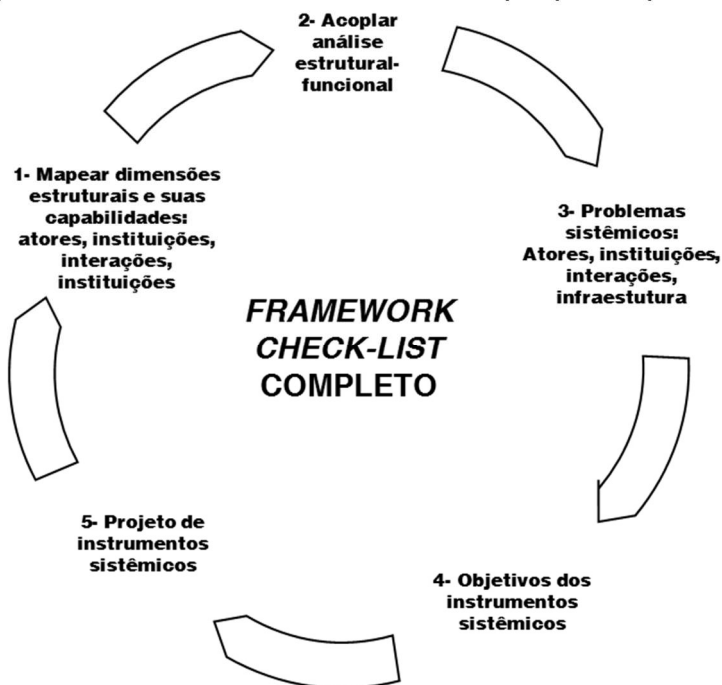 2- Acoplar
análise
estrutural-
funcional
1- Mapear dimensões
estruturais e suas
capabilidades:
atores, instituições,
interações,
instituições
3- Problemas
sistêmicos:
Atores, instituições,
interações,
infraestutura
FRAMEWORK
CHECK-LIST
COMPLETO
5- Projeto de
instrumentos
sistêmicos
4- Objetivos dos
instrumentos
sistêmicos